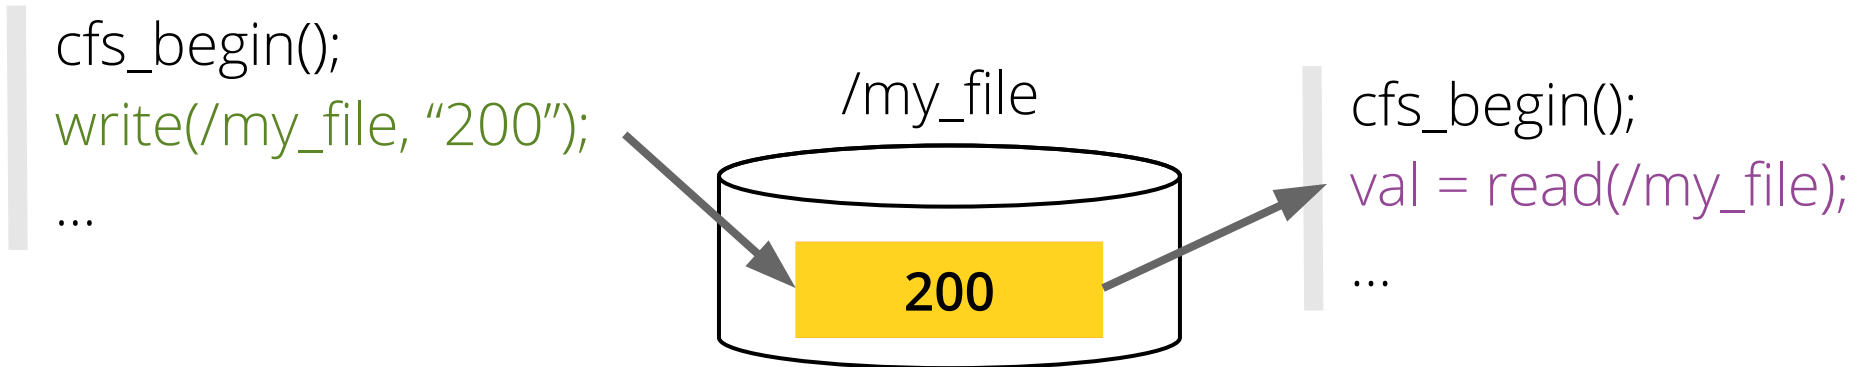 cfs_begin();
write(/my_file, “200”);
...
/my_file
200
cfs_begin();
val = read(/my_file);
...